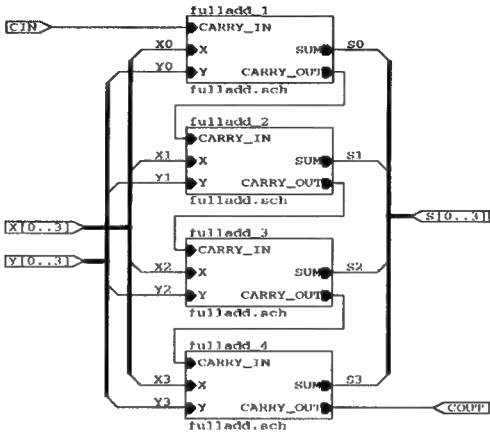 fulladd_1
CIN CARRY_IN
X0 X SUM S0
Y0 Y CARRY_OUT
fulladd.sch
fulladd_2
CARRY_IN
X1 X SUM S1
Y1 Y CARRY_OUT
fulladd.sch
X[0..3] S[0..3]
fulladd_3
CARRY_IN
Y[0..3]
X2 X SUM S2
Y2 Y CARRY_OUT
fulladd.sch
fulladd_4
CARRY_IN
X3 X SUM S3
Y3 Y CARRY_OUT COUT
fulladd.sch